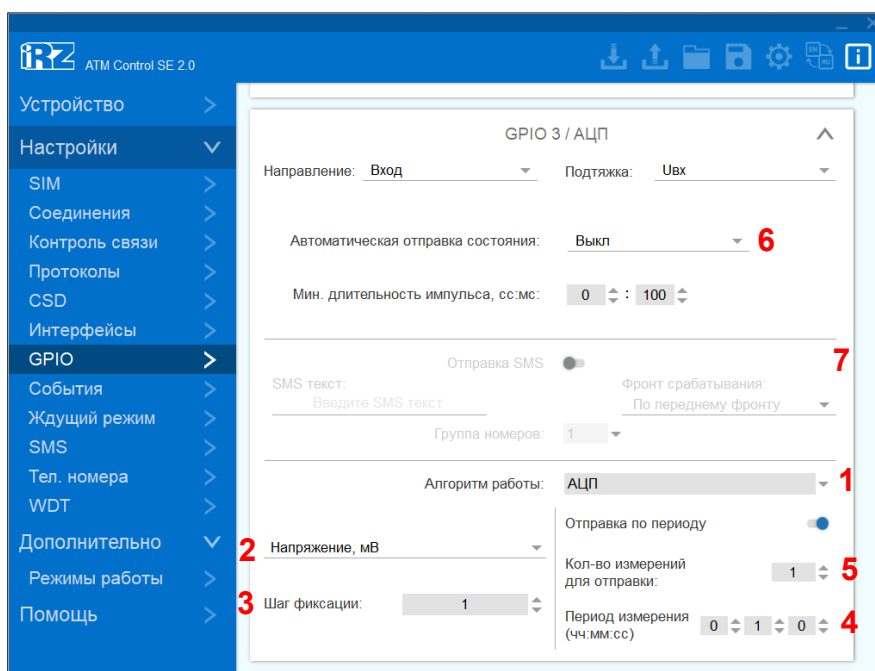 iRZ ATM Control SE 2.0
EN
RU
Устройство
Настройки
SIM
Соединения
Контроль связи
Протоколы
CSD
Интерфейсы
GPIO
События
Ждущий режим
SMS
Тел. номера
WDT
Дополнительно
Режимы работы
Помощь
GPIO 3 / АЦП
Направление: Вход Подтяжка: Uвх
Автоматическая отправка состояния: Выкл 6
Мин. длительность импульса, сс:мс: 0 : 100
Отправка SMS 7
SMS текст: Фронт срабатывания:
Введите SMS текст По переднему фронту
Группа номеров: 1
Алгоритм работы: АЦП 1
Отправка по периоду
2 Напряжение, мВ
Кол-во измерений
для отправки: 1 5
3 Шаг фиксации: 1
Период измерения
(чч:мм:сс) 0 1 0 4